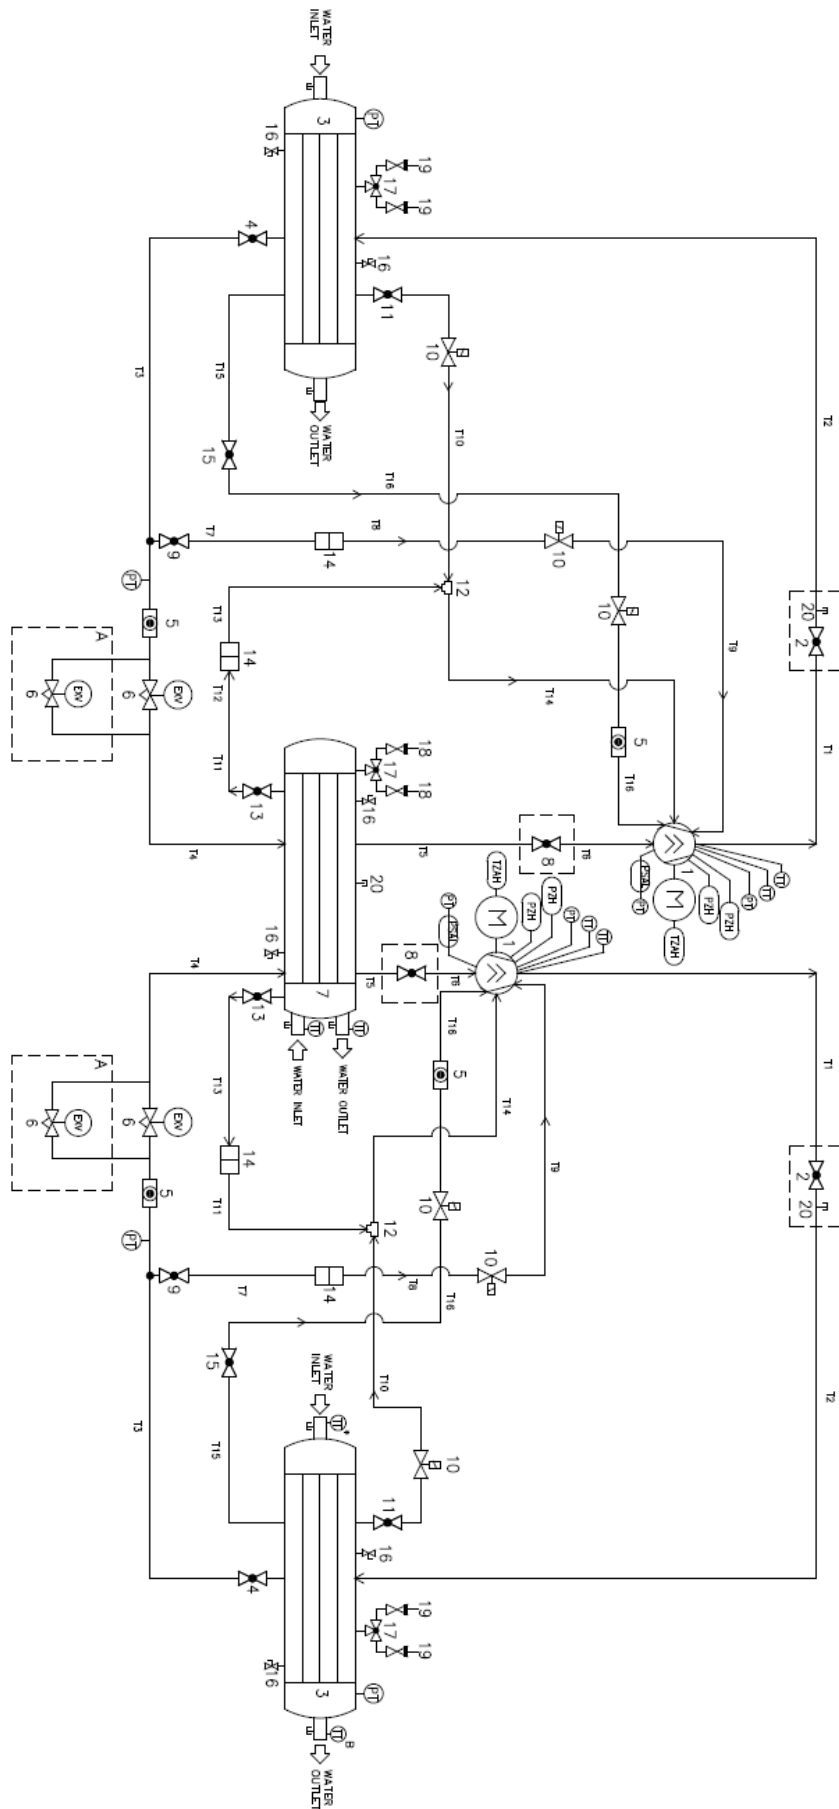 WATER
INLET
3
PT
16
19
17
19
4
16
11
10
T3
T15
T10
T2
WATER
OUTLET
15
T16
T7
T8
9
14
10
PT
12
10
20
2
5
T13
T9
A
14
T14
6
EXV
6
EXV
T12
5
T1
18
17
18
T11
13
16
T16
T4
T5
8
T6
1
TT
TT
PT
PZH
PZH
PSAL
PT
M
TZAH
20
TZAH
M
PT
PSAL
1
PZH
PZH
PT
TT
TT
16
8
T4
T5
T6
13
7
TT
TT
WATER INLET
WATER OUTLET
T16
A
5
T1
T13
T14
6
EXV
6
EXV
14
T9
2
5
10
20
T11
12
PT
10
9
T7
14
T8
T16
15
WATER
INLET
T10
T2
T3
TT
*
T15
10
11
16
4
19
17
19
16
3
PT
TT
B
WATER
OUTLET